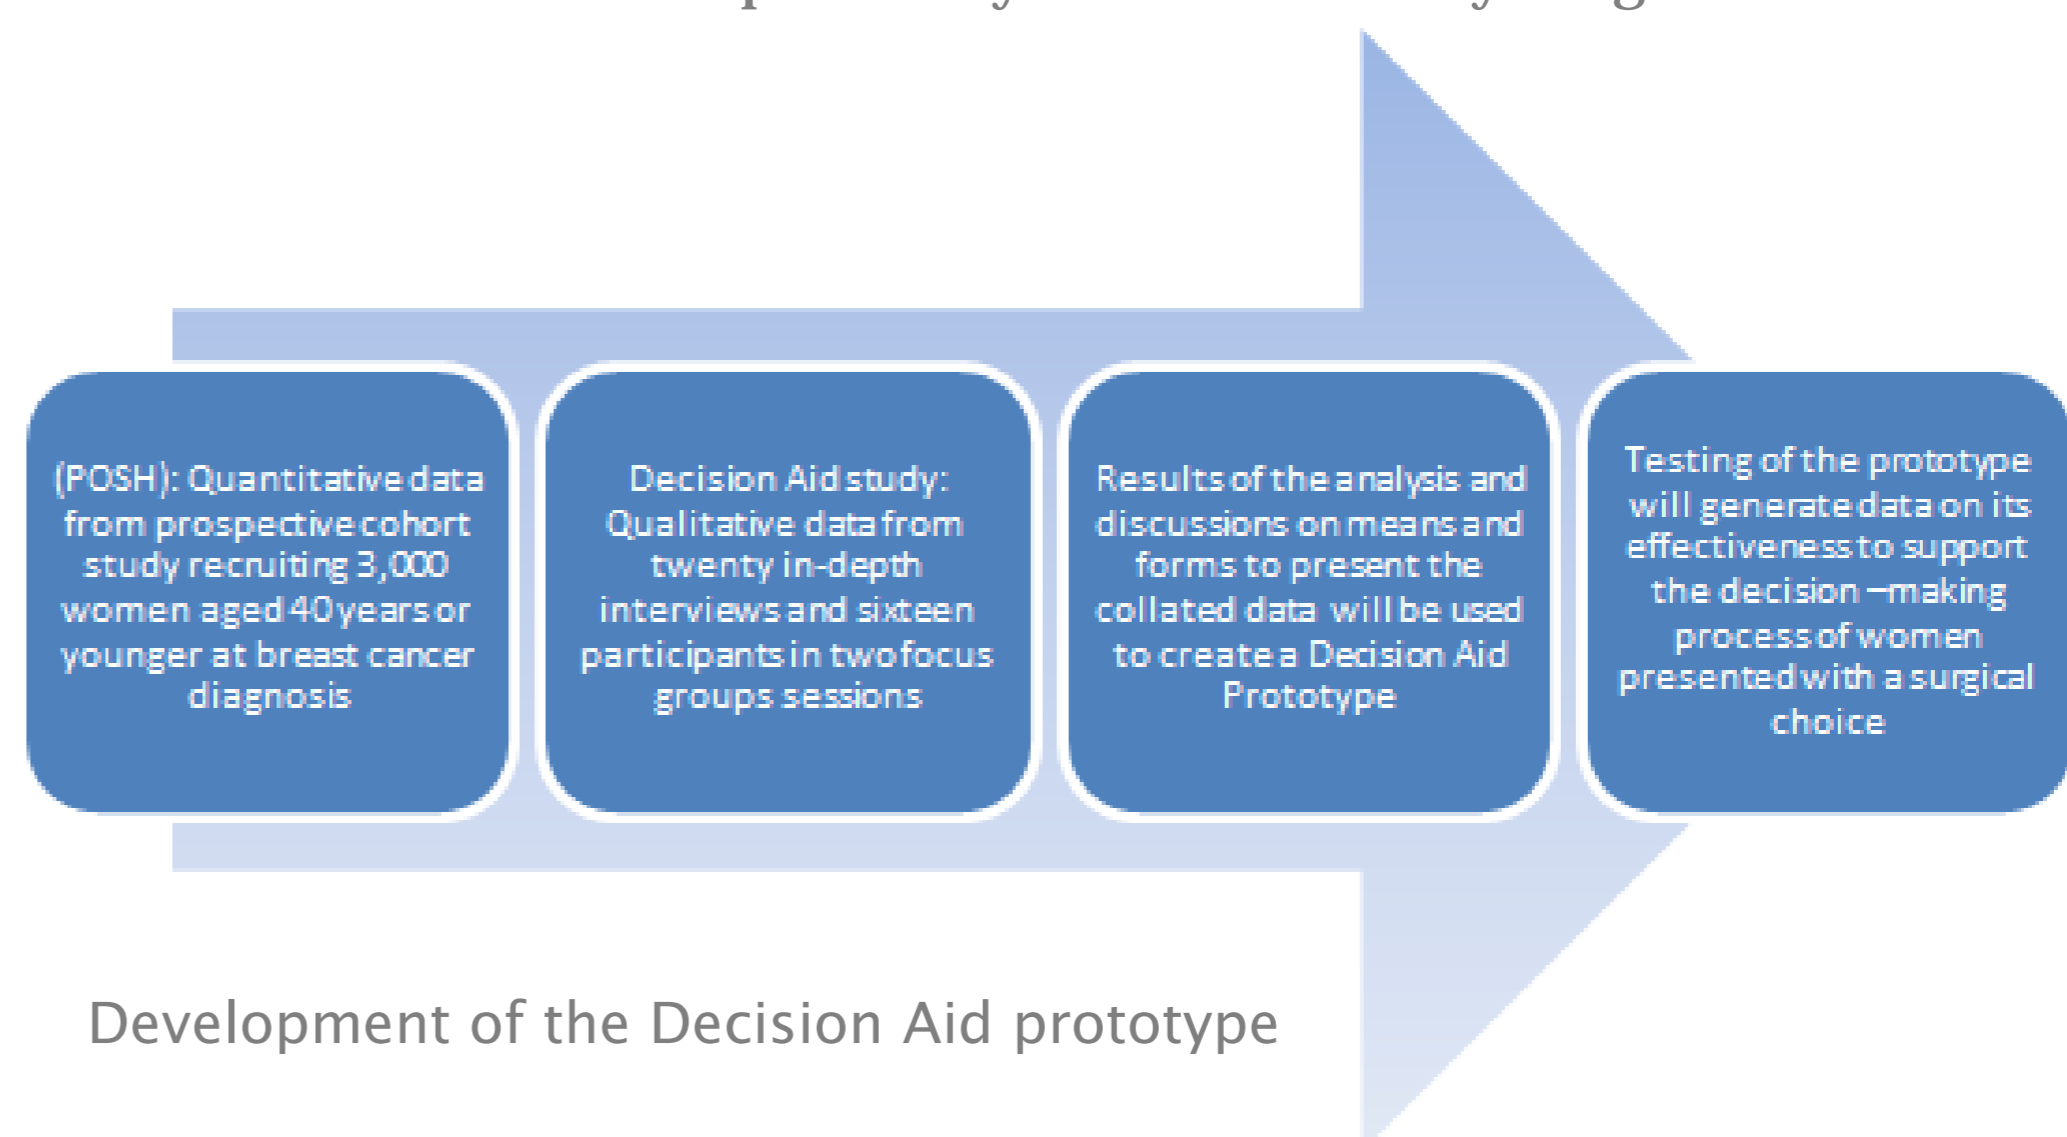 (POSH): Quantitative data
from prospective cohort
study recruiting 3,000
women aged 40 years or
younger at breast cancer
diagnosis
Decision Aid study:
Qualitative data from
twenty in-depth
interviews and sixteen
participants in two focus
groups sessions
Results of the analysis and
discussions on means and
forms to present the
collated data will be used
to create a Decision Aid
Prototype
Testing of the prototype
will generate data on its
effectiveness to support
the decision –making
process of women
presented with a surgical
choice
Development of the Decision Aid prototype